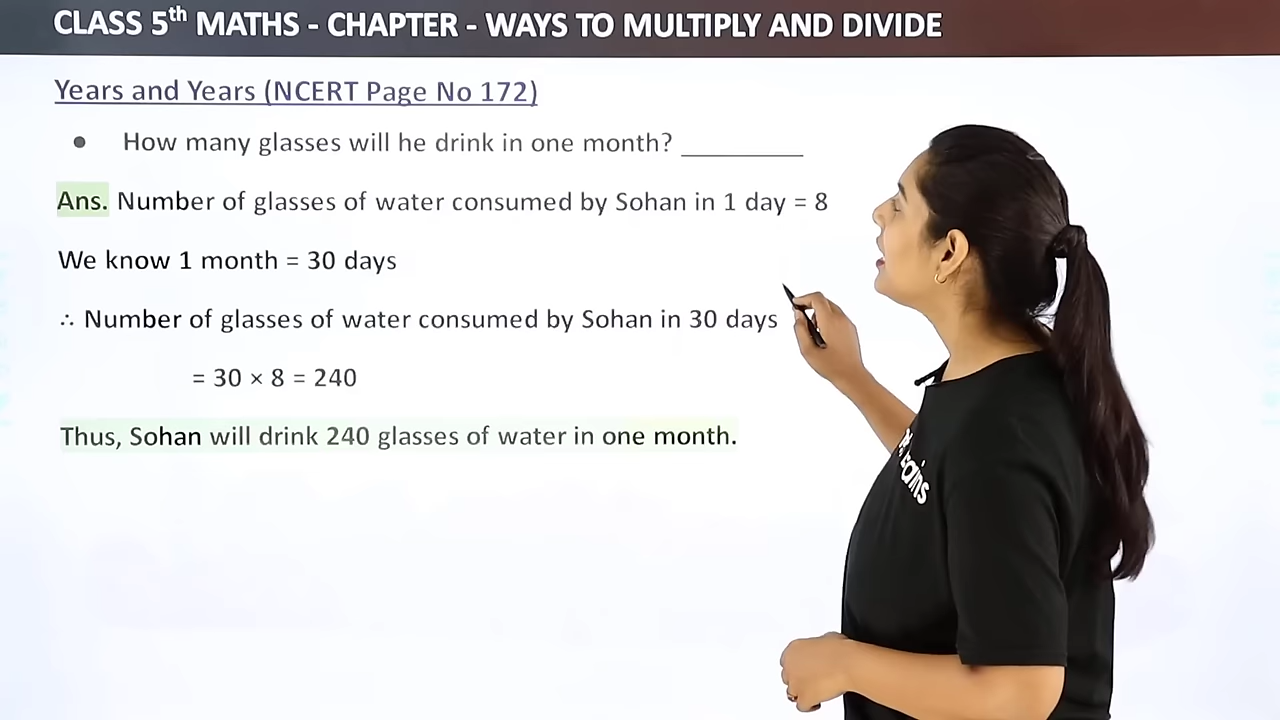 CLASS 5th MATHS - CHAPTER - WAYS TO MULTIPLY AND DIVIDE
Years and Years (NCERT Page No 172)
● How many glasses will he drink in one month? ________
Ans. Number of glasses of water consumed by Sohan in 1 day = 8
We know 1 month = 30 days
∴ Number of glasses of water consumed by Sohan in 30 days
= 30 × 8 = 240
Thus, Sohan will drink 240 glasses of water in one month.